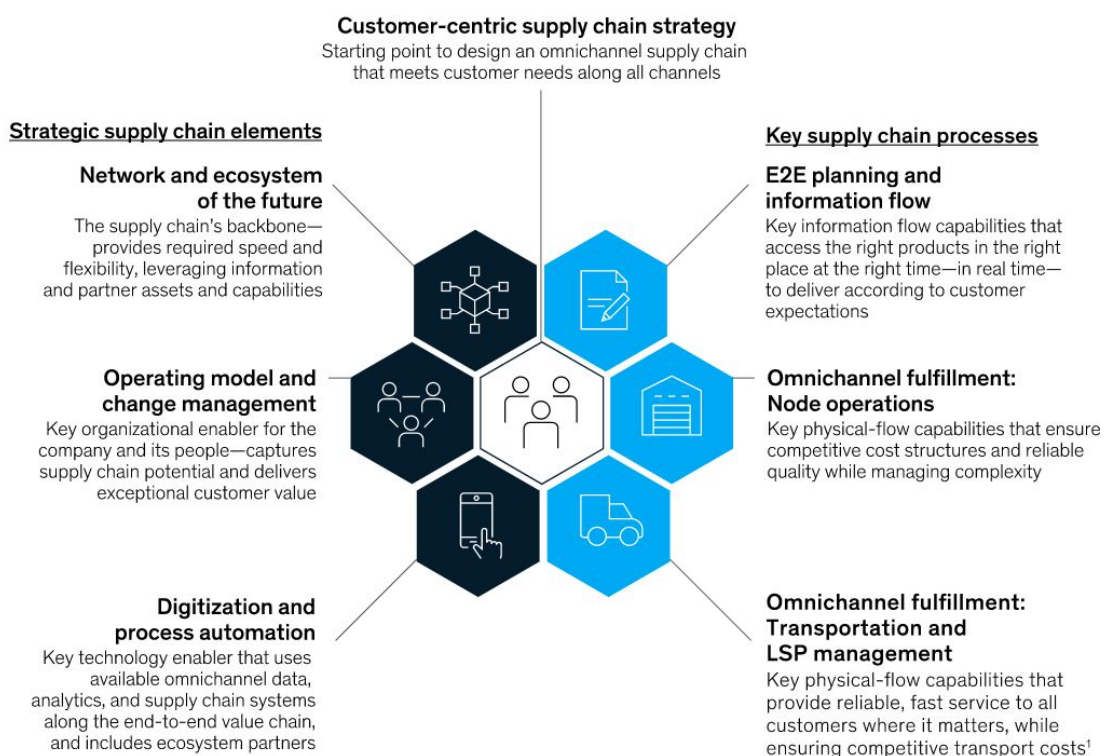 Customer-centric supply chain strategy
Starting point to design an omnichannel supply chain
that meets customer needs along all channels
Strategic supply chain elements
Network and ecosystem
of the future
The supply chain's backbone—
provides required speed and
flexibility, leveraging information
and partner assets and capabilities
Operating model and
change management
Key organizational enabler for the
company and its people—captures
supply chain potential and delivers
exceptional customer value
Digitization and
process automation
Key technology enabler that uses
available omnichannel data,
analytics, and supply chain systems
along the end-to-end value chain,
and includes ecosystem partners
Key supply chain processes
E2E planning and
information flow
Key information flow capabilities that
access the right products in the right
place at the right time—in real time—
to deliver according to customer
expectations
Omnichannel fulfillment:
Node operations
Key physical-flow capabilities that ensure
competitive cost structures and reliable
quality while managing complexity
Omnichannel fulfillment:
Transportation and
LSP management
Key physical-flow capabilities that
provide reliable, fast service to all
customers where it matters, while
ensuring competitive transport costs¹